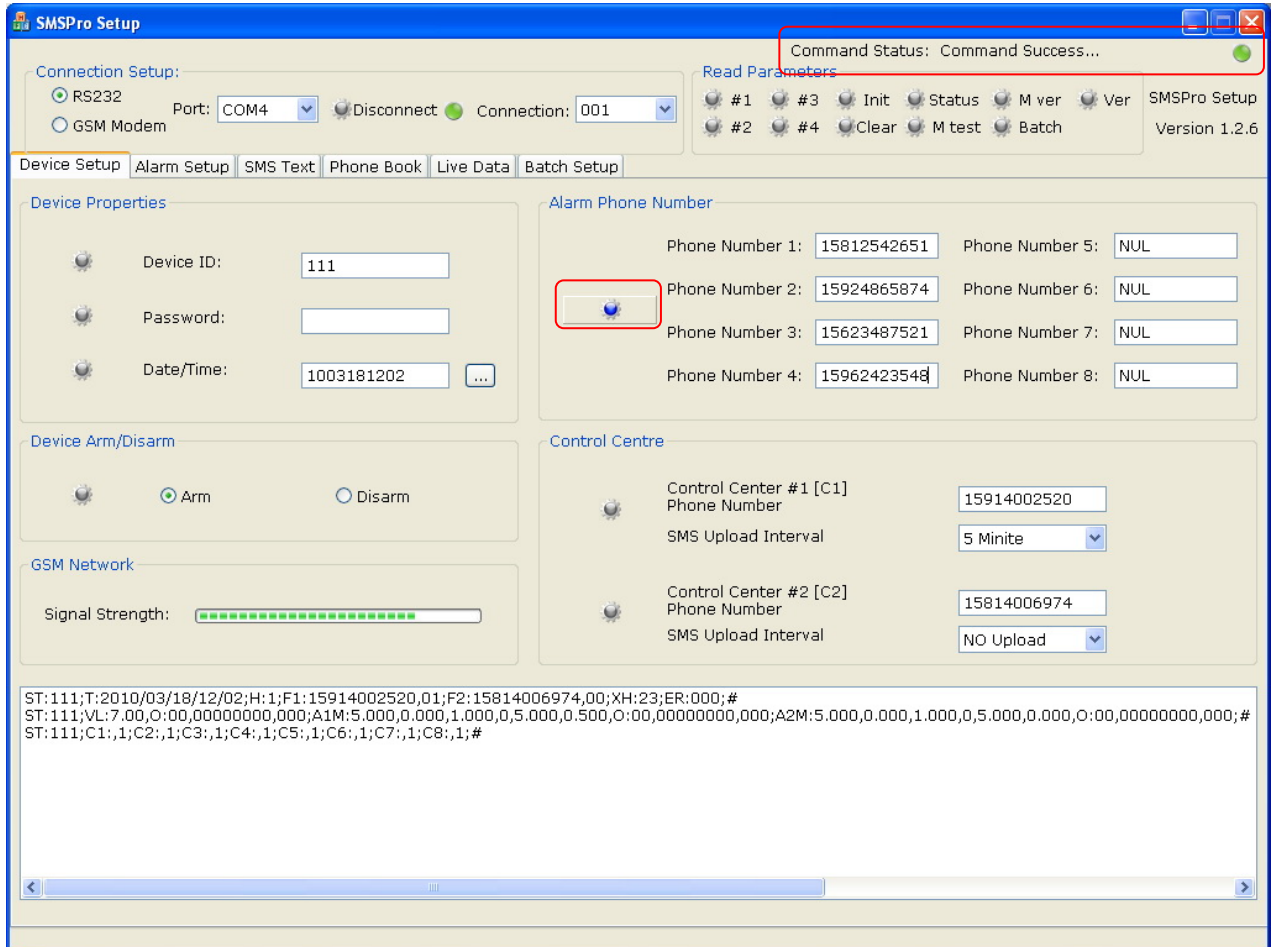 SMSPro Setup
Command Status: Command Success...
Connection Setup:
RS232
GSM Modem
Port: COM4
Disconnect
Connection: 001
Read Parameters
#1 #3 Init Status M ver Ver
#2 #4 Clear M test Batch
SMSPro Setup
Version 1.2.6
Device Setup Alarm Setup SMS Text Phone Book Live Data Batch Setup
Device Properties
Device ID: 111
Password:
Date/Time: 1003181202 ...
Alarm Phone Number
Phone Number 1: 15812542651 Phone Number 5: NUL
Phone Number 2: 15924865874 Phone Number 6: NUL
Phone Number 3: 15623487521 Phone Number 7: NUL
Phone Number 4: 15962423548 Phone Number 8: NUL
Device Arm/Disarm
Arm Disarm
GSM Network
Signal Strength:
Control Centre
Control Center #1 [C1]
Phone Number 15914002520
SMS Upload Interval 5 Minite
Control Center #2 [C2]
Phone Number 15814006974
SMS Upload Interval NO Upload
ST:111;T:2010/03/18/12/02;H:1;F1:15914002520,01;F2:15814006974,00;XH:23;ER:000;#
ST:111;VL:7.00,O:00,00000000,000;A1M:5.000,0.000,1.000,0,5.000,0.500,O:00,00000000,000;A2M:5.000,0.000,1.000,0,5.000,0.000,O:00,00000000,000;#
ST:111;C1:,1;C2:,1;C3:,1;C4:,1;C5:,1;C6:,1;C7:,1;C8:,1;#